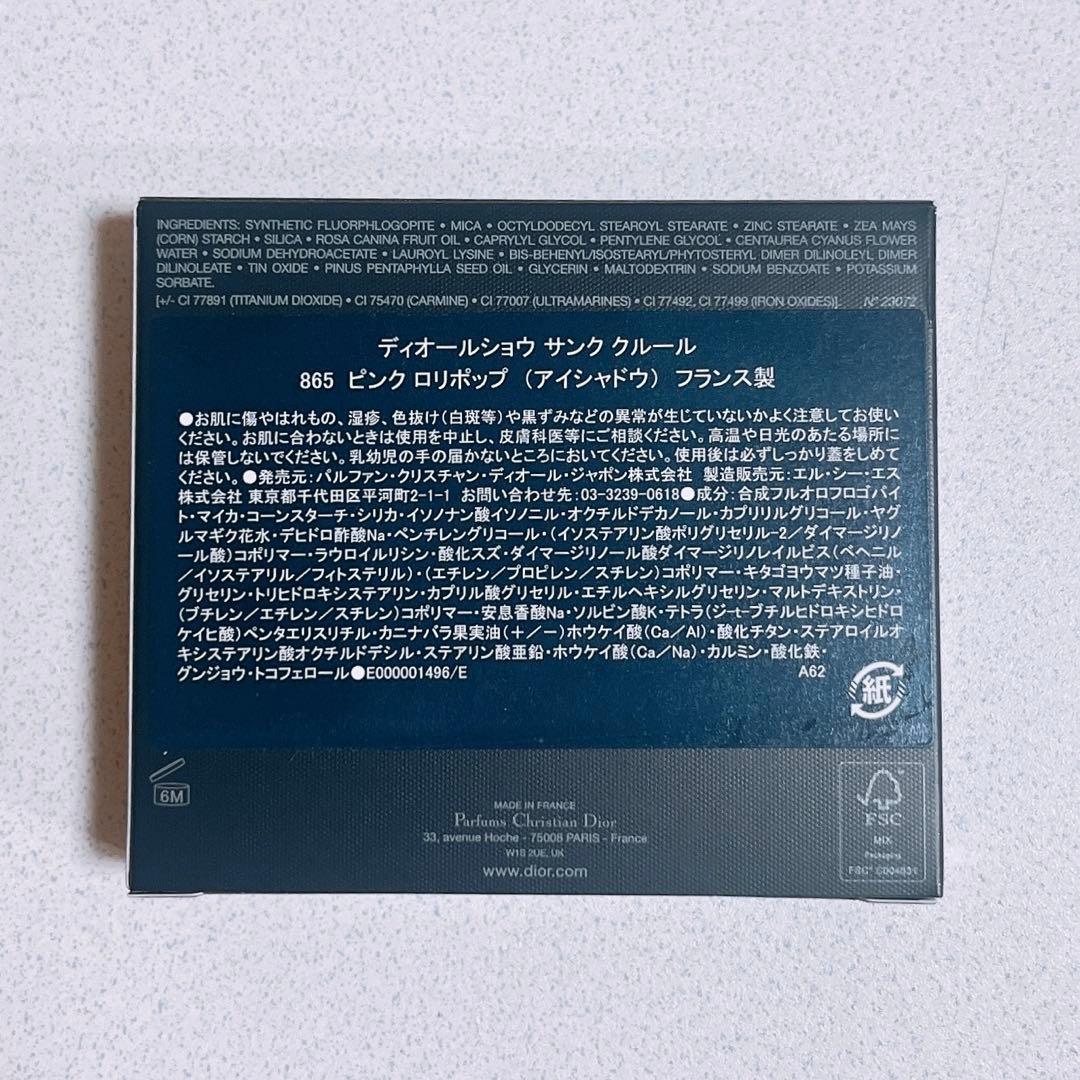 INGREDIENTS: SYNTHETIC FLUORPHLOGOPITE • MICA • OCTYLDODECYL STEAROYL STEARATE • ZINC STEARATE • ZEA MAYS
(CORN) STARCH • SILICA • ROSA CANINA FRUIT OIL • CAPRYLYL GLYCOL • PENTYLENE GLYCOL • CENTAUREA CYANUS FLOWER
WATER • SODIUM DEHYDROACETATE • LAUROYL LYSINE • BIS-BEHENYL/ISOSTEARYL/PHYTOSTERYL DIMER DILINOLEYL DIMER
DILINOLEATE • TIN OXIDE • PINUS PENTAPHYLLA SEED OIL • GLYCERIN • MALTODEXTRIN • SODIUM BENZOATE • POTASSIUM
SORBATE.
[+/- CI 77891 (TITANIUM DIOXIDE) • CI 75470 (CARMINE) • CI 77007 (ULTRAMARINES) • CI 77492, CI 77499 (IRON OXIDES)]. N° 23072
ディオールショウ サンク クルール
865 ピンク ロリポップ （アイシャドウ） フランス製
●お肌に傷やはれもの、湿疹、色抜け(白斑等)や黒ずみなどの異常が生じていないかよく注意してお使い
ください。お肌に合わないときは使用を中止し、皮膚科医等にご相談ください。高温や日光のあたる場所に
は保管しないでください。乳幼児の手の届かないところにおいてください。使用後は必ずしっかり蓋をしめて
ください。●発売元：パルファン・クリスチャン・ディオール・ジャポン株式会社 製造販売元：エル・シー・エス
株式会社 東京都千代田区平河町2-1-1 お問い合わせ先：03-3239-0618●成分：合成フルオロフロゴパイ
ト・マイカ・コーンスターチ・シリカ・イソノナン酸イソノニル・オクチルドデカノール・カプリリルグリコール・ヤグ
ルマギク花水・デヒドロ酢酸Na・ペンチレングリコール・（イソステアリン酸ポリグリセリル-2／ダイマージリノ
ール酸）コポリマー・ラウロイルリシン・酸化スズ・ダイマージリノール酸ダイマージリノレイルビス（ベヘニル
／イソステアリル／フィトステリル）・（エチレン／プロピレン／スチレン）コポリマー・キタゴヨウマツ種子油・
グリセリン・トリヒドロキシステアリン・カプリル酸グリセリル・エチルヘキシルグリセリン・マルトデキストリン・
（ブチレン／エチレン／スチレン）コポリマー・安息香酸Na・ソルビン酸K・テトラ（ジ-t-ブチルヒドロキシヒドロ
ケイヒ酸）ペンタエリスリチル・カニナバラ果実油（＋／－）ホウケイ酸（Ca／Al）・酸化チタン・ステアロイルオ
キシステアリン酸オクチルドデシル・ステアリン酸亜鉛・ホウケイ酸（Ca／Na）・カルミン・酸化鉄・
グンジョウ・トコフェロール●E000001496/E A62
紙
6M
MADE IN FRANCE
Parfums Christian Dior
33, avenue Hoche - 75008 PARIS - France
W1S 2UE, UK
www.dior.com
FSC
MIX
Packaging
FSC® C004831